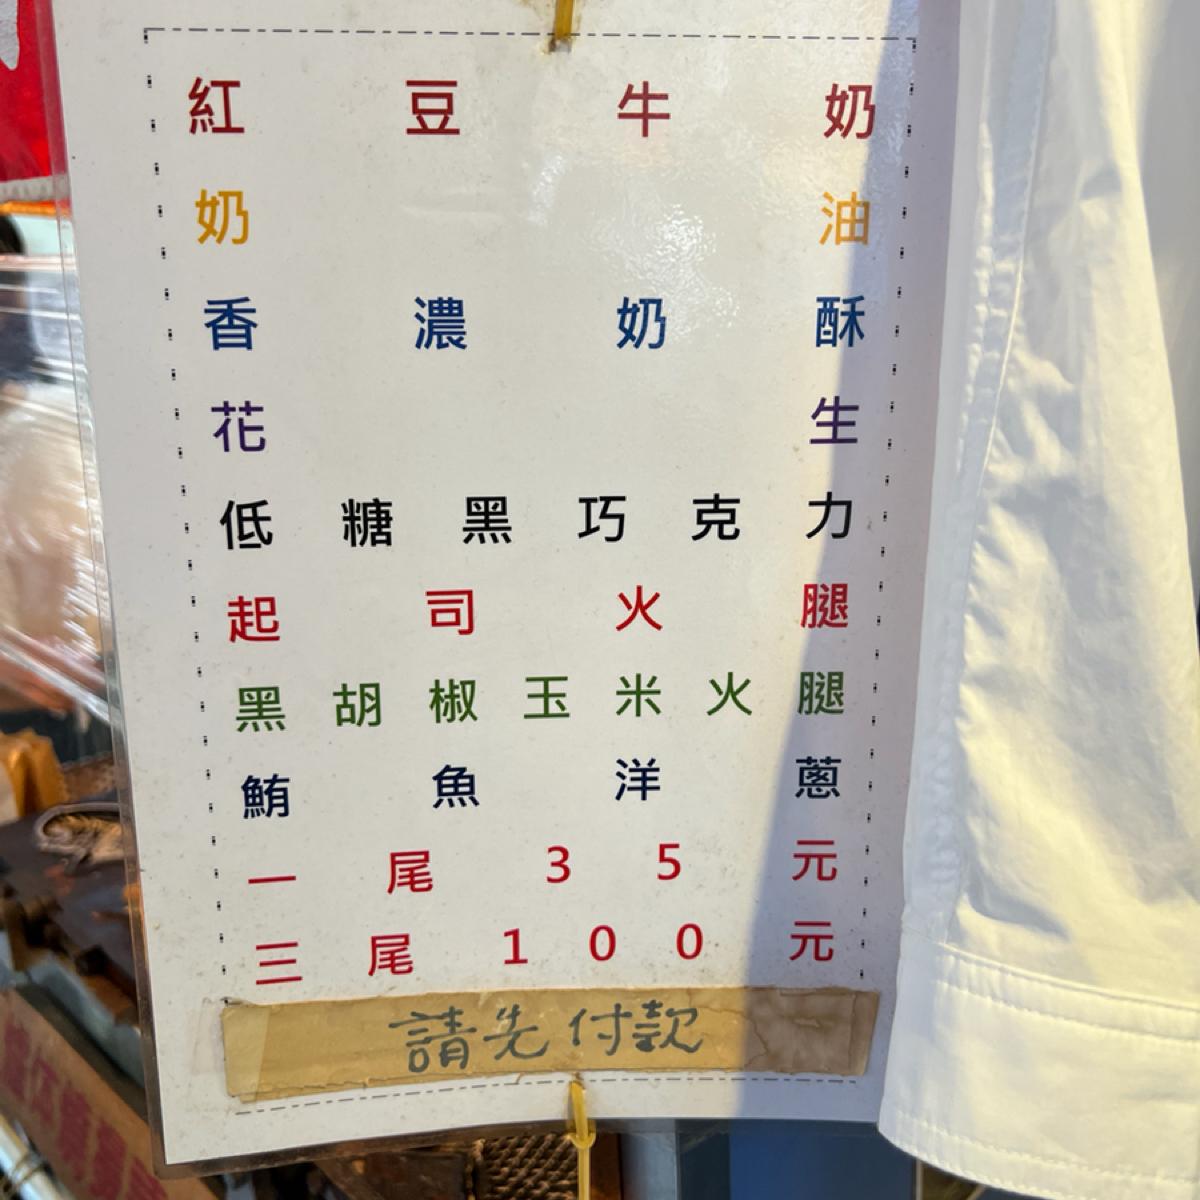 紅豆牛奶
奶油
香濃奶酥
花生
低糖黑巧克力
起司火腿
黑胡椒玉米火腿
鮪魚洋蔥
一尾35元
三尾100元
請先付款